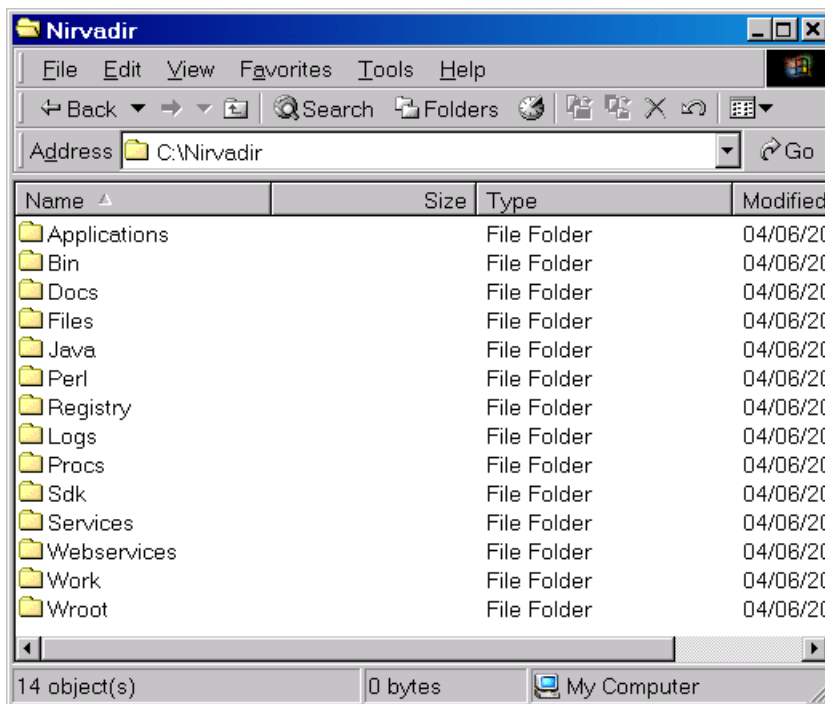 Nirvadir
File Edit View Favorites Tools Help
Back Search Folders
Address C:\Nirvadir Go
Name Size Type Modified
Applications File Folder 04/06/20
Bin File Folder 04/06/20
Docs File Folder 04/06/20
Files File Folder 04/06/20
Java File Folder 04/06/20
Perl File Folder 04/06/20
Registry File Folder 04/06/20
Logs File Folder 04/06/20
Procs File Folder 04/06/20
Sdk File Folder 04/06/20
Services File Folder 04/06/20
Webservices File Folder 04/06/20
Work File Folder 04/06/20
Wroot File Folder 04/06/20
14 object(s) 0 bytes My Computer